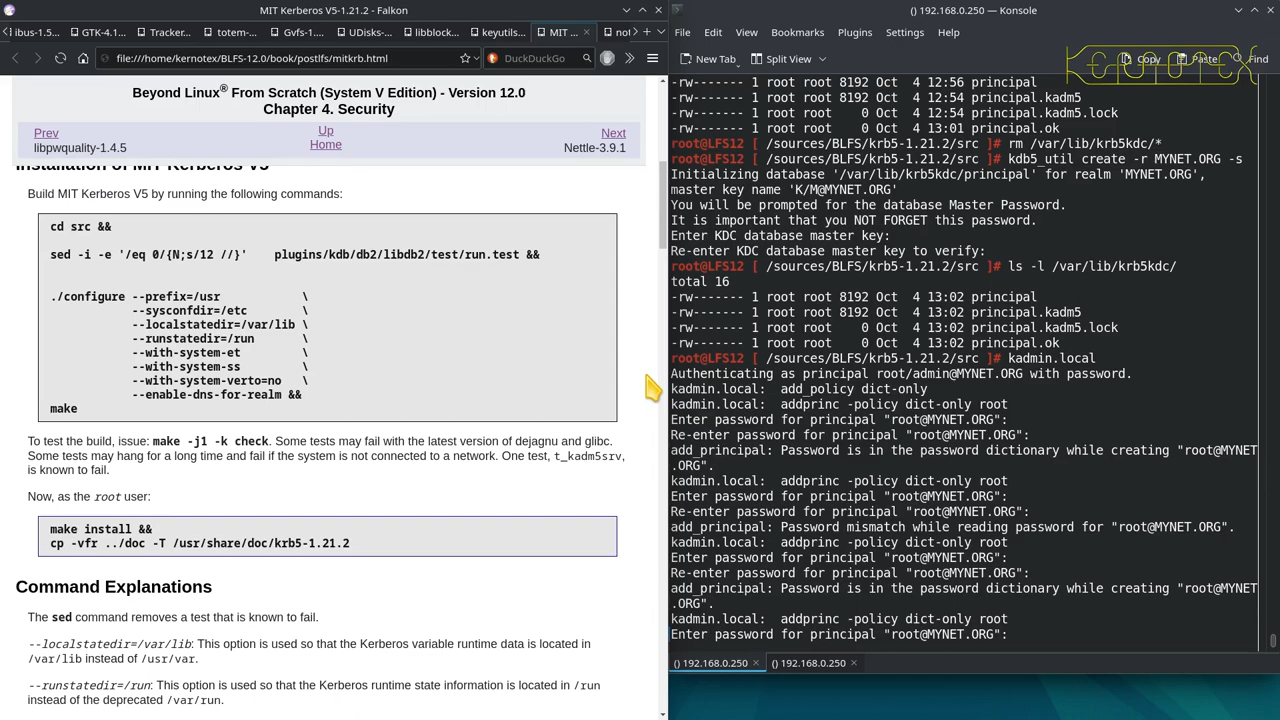 MIT Kerberos V5-1.21.2 - Falkon
ibus-1.5...
GTK-4.1...
Tracker...
totem-...
Gvfs-1....
UDisks-...
libblock...
keyutils...
MIT ...
no
file:///home/kernotex/BLFS-12.0/book/postlfs/mitkrb.html
DuckDuckGo
Beyond Linux® From Scratch (System V Edition) - Version 12.0
Chapter 4. Security
Prev
Up
Next
libpwquality-1.4.5
Home
Nettle-3.9.1
Installation of MIT Kerberos V5
Build MIT Kerberos V5 by running the following commands:
cd src &&
sed -i -e '/eq 0/{N;s/12 //}'    plugins/kdb/db2/libdb2/test/run.test &&
./configure --prefix=/usr            \
--sysconfdir=/etc        \
--localstatedir=/var/lib \
--runstatedir=/run       \
--with-system-et         \
--with-system-ss         \
--with-system-verto=no   \
--enable-dns-for-realm &&
make
To test the build, issue: make -j1 -k check. Some tests may fail with the latest version of dejagnu and glibc.
Some tests may hang for a long time and fail if the system is not connected to a network. One test, t_kadm5srv,
is known to fail.
Now, as the root user:
make install &&
cp -vfr ../doc -T /usr/share/doc/krb5-1.21.2
Command Explanations
The sed command removes a test that is known to fail.
--localstatedir=/var/lib: This option is used so that the Kerberos variable runtime data is located in
/var/lib instead of /usr/var.
--runstatedir=/run: This option is used so that the Kerberos runtime state information is located in /run
instead of the deprecated /var/run.
() 192.168.0.250 — Konsole
File Edit View Bookmarks Plugins Settings Help
New Tab Split View Copy Paste Find
Kernotex
-rw------- 1 root root 8192 Oct  4 12:56 principal
-rw------- 1 root root 8192 Oct  4 12:54 principal.kadm5
-rw------- 1 root root    0 Oct  4 12:54 principal.kadm5.lock
-rw------- 1 root root    0 Oct  4 13:01 principal.ok
root@LFS12 [ /sources/BLFS/krb5-1.21.2/src ]# rm /var/lib/krb5kdc/*
root@LFS12 [ /sources/BLFS/krb5-1.21.2/src ]# kdb5_util create -r MYNET.ORG -s
Initializing database '/var/lib/krb5kdc/principal' for realm 'MYNET.ORG',
master key name 'K/M@MYNET.ORG'
You will be prompted for the database Master Password.
It is important that you NOT FORGET this password.
Enter KDC database master key:
Re-enter KDC database master key to verify:
root@LFS12 [ /sources/BLFS/krb5-1.21.2/src ]# ls -l /var/lib/krb5kdc/
total 16
-rw------- 1 root root 8192 Oct  4 13:02 principal
-rw------- 1 root root 8192 Oct  4 13:02 principal.kadm5
-rw------- 1 root root    0 Oct  4 13:02 principal.kadm5.lock
-rw------- 1 root root    0 Oct  4 13:02 principal.ok
root@LFS12 [ /sources/BLFS/krb5-1.21.2/src ]# kadmin.local
Authenticating as principal root/admin@MYNET.ORG with password.
kadmin.local:  add_policy dict-only
kadmin.local:  addprinc -policy dict-only root
Enter password for principal "root@MYNET.ORG":
Re-enter password for principal "root@MYNET.ORG":
add_principal: Password is in the password dictionary while creating "root@MYNET
.ORG".
kadmin.local:  addprinc -policy dict-only root
Enter password for principal "root@MYNET.ORG":
Re-enter password for principal "root@MYNET.ORG":
add_principal: Password mismatch while reading password for "root@MYNET.ORG".
kadmin.local:  addprinc -policy dict-only root
Enter password for principal "root@MYNET.ORG":
Re-enter password for principal "root@MYNET.ORG":
add_principal: Password is in the password dictionary while creating "root@MYNET
.ORG".
kadmin.local:  addprinc -policy dict-only root
Enter password for principal "root@MYNET.ORG":
() 192.168.0.250
() 192.168.0.250